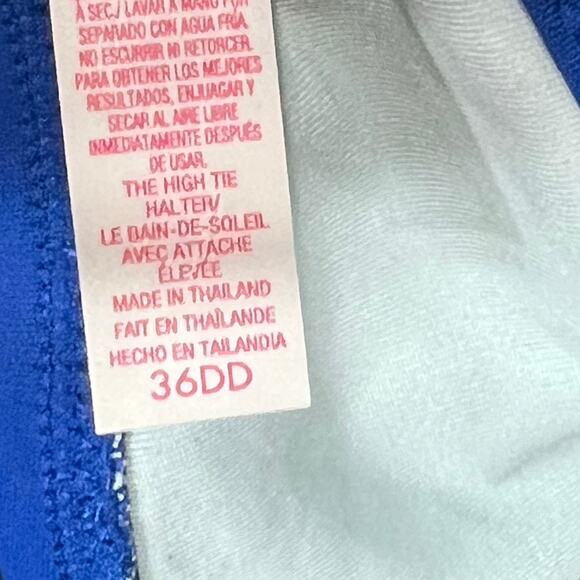 A SEC./ LAVAR A MANO Y/O
SEPARADO CON AGUA FRÍA.
NO ESCURRIR NI RETORCER.
PARA OBTENER LOS MEJORES
RESULTADOS, ENJUAGAR Y
SECAR AL AIRE LIBRE
INMEDIATAMENTE DESPUÉS
DE USAR.
THE HIGH TIE
HALTER/
LE BAIN-DE-SOLEIL
AVEC ATTACHE
ÉLEVÉE
MADE IN THAILAND
FAIT EN THAÏLANDE
HECHO EN TAILANDIA
36DD